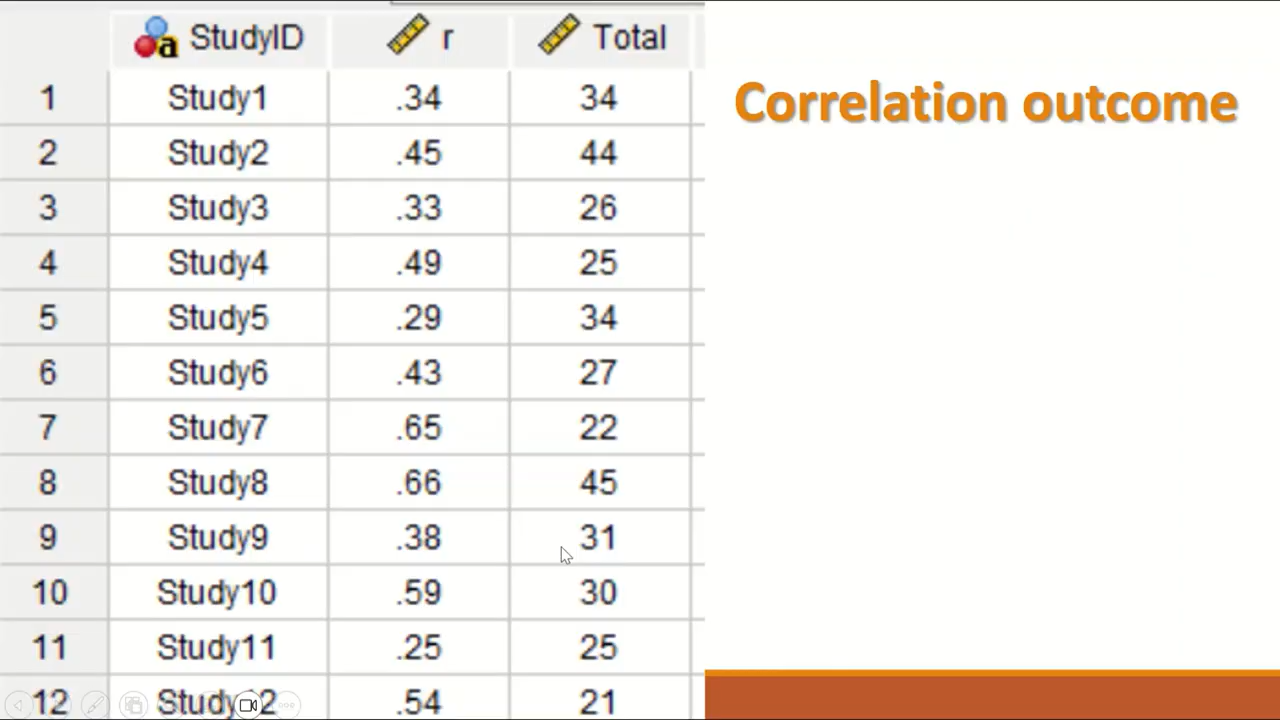 StudyID r Total
1 Study1 .34 34
2 Study2 .45 44
3 Study3 .33 26
4 Study4 .49 25
5 Study5 .29 34
6 Study6 .43 27
7 Study7 .65 22
8 Study8 .66 45
9 Study9 .38 31
10 Study10 .59 30
11 Study11 .25 25
12 Study12 .54 21
Correlation outcome